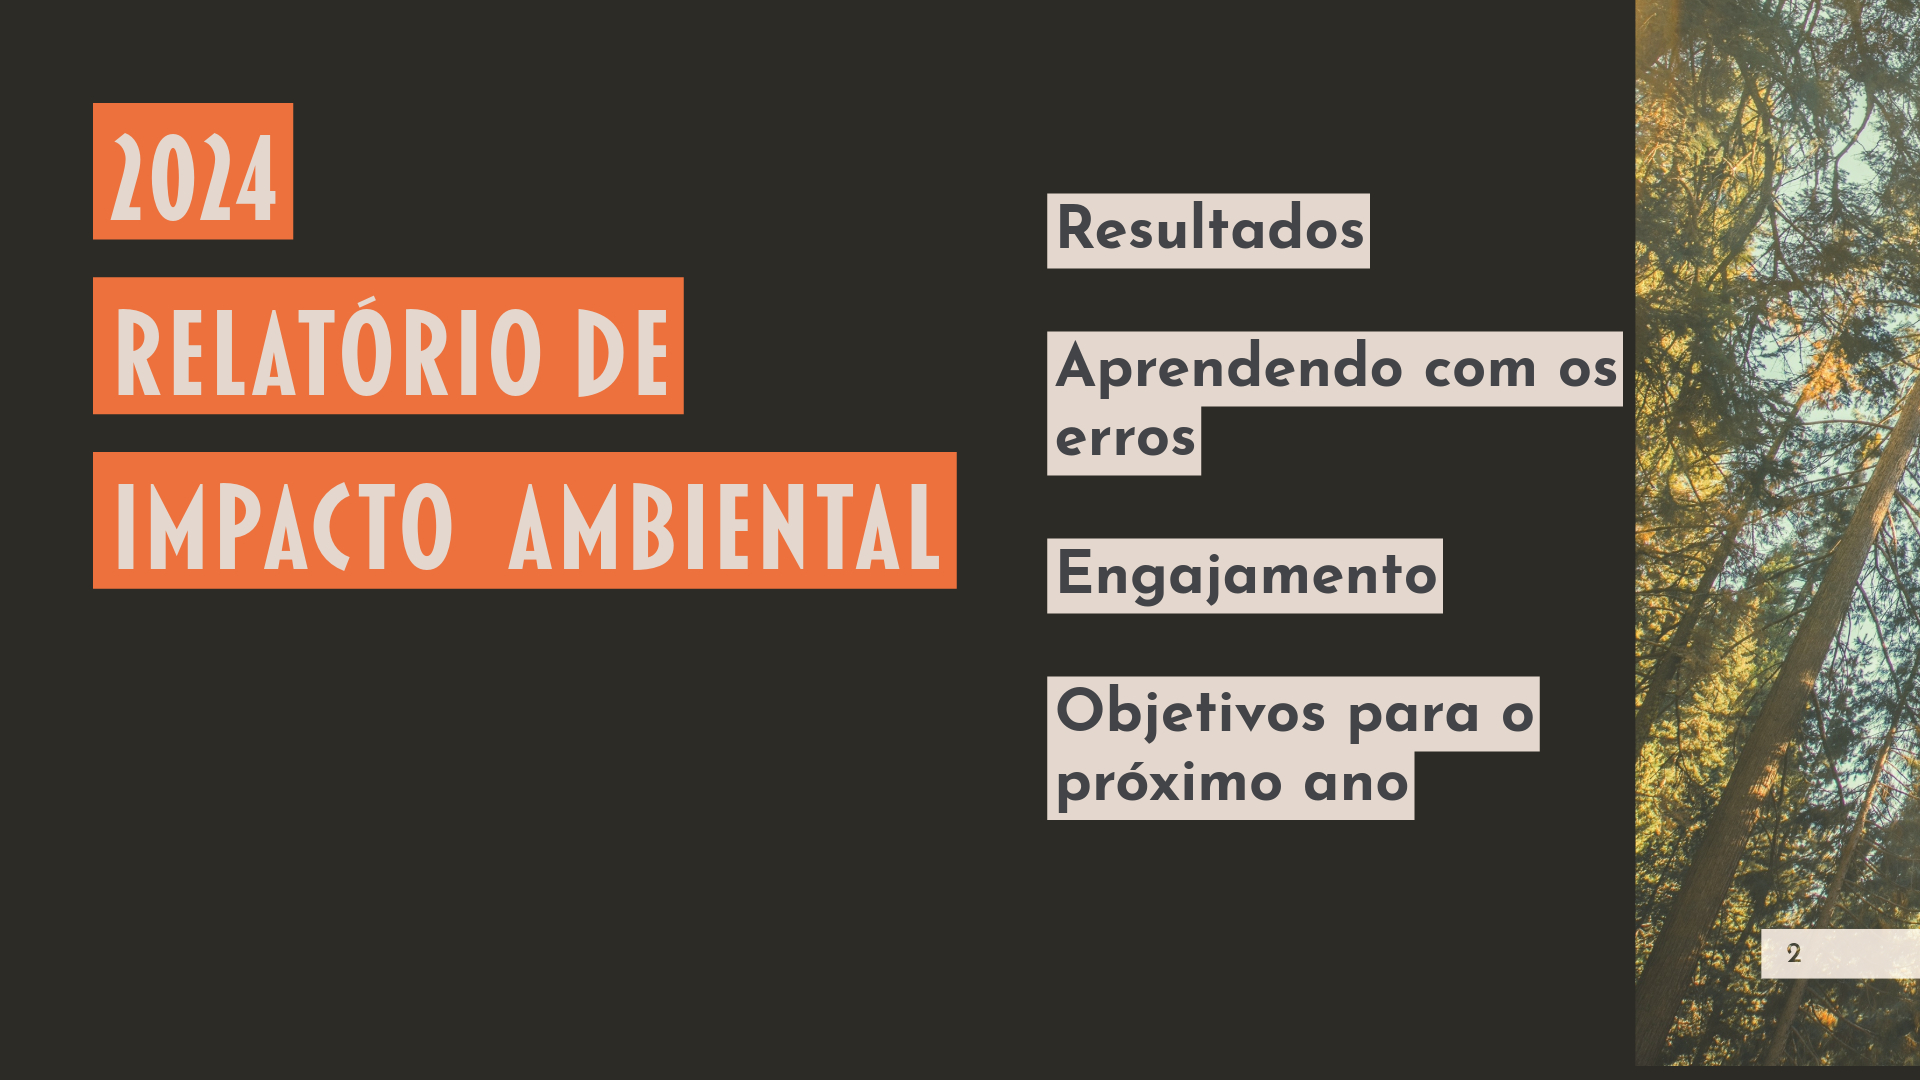 2024
RELATÓRIO DE
IMPACTO AMBIENTAL
Resultados
Aprendendo com os
erros
Engajamento
Objetivos para o
próximo ano
2